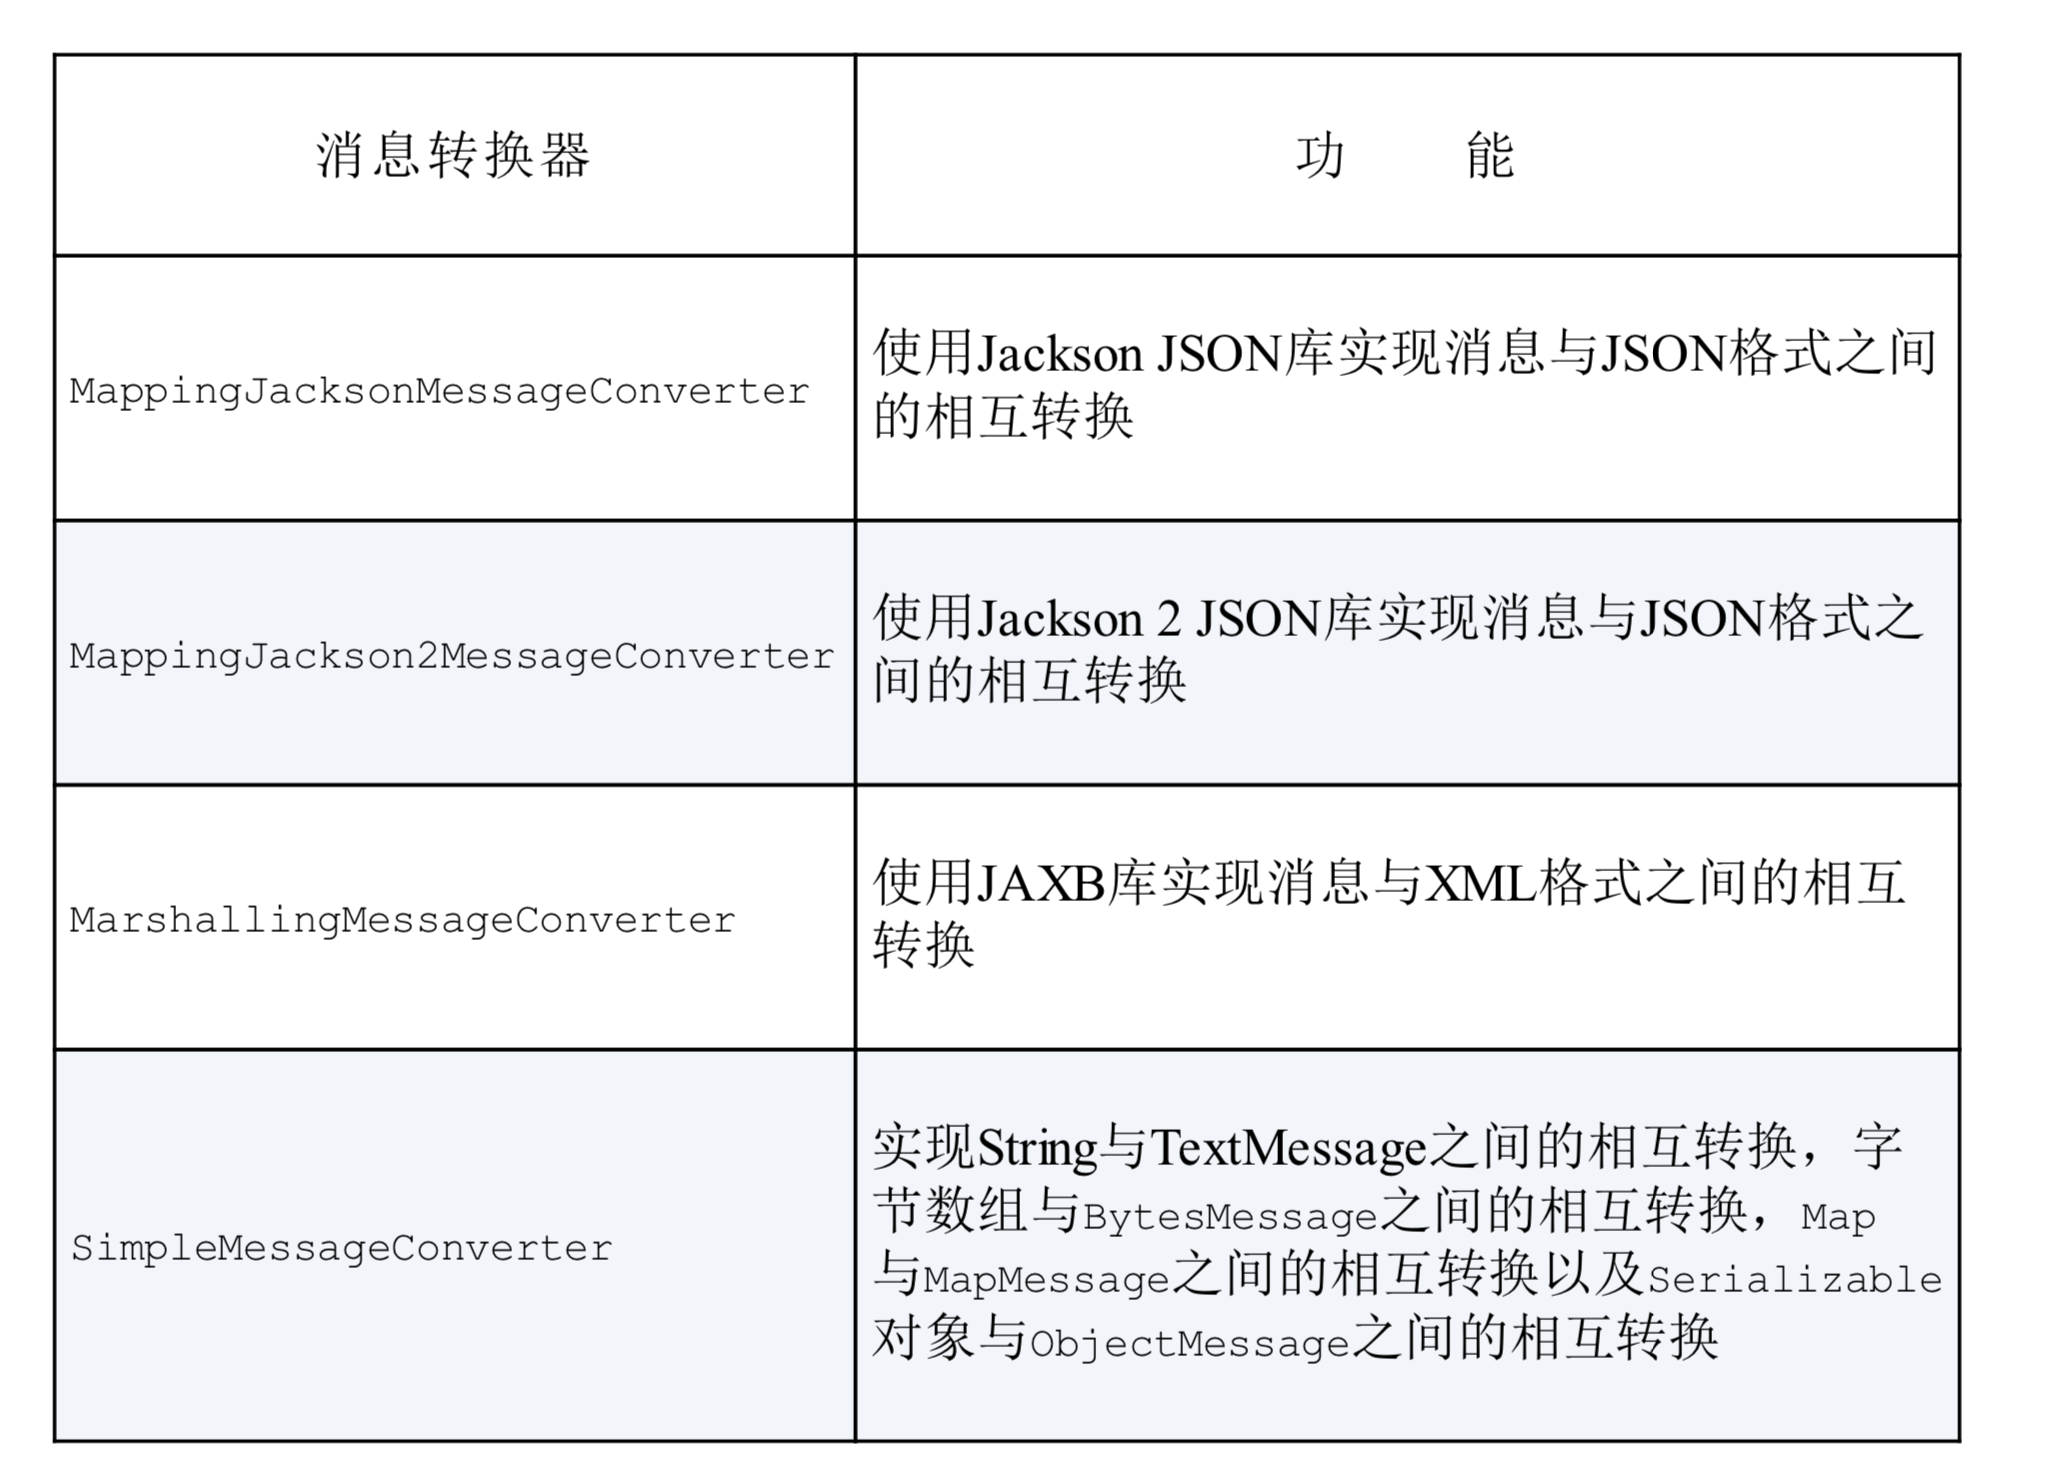 消息转换器
功 能
MappingJacksonMessageConverter
使用Jackson JSON库实现消息与JSON格式之间
的相互转换
MappingJackson2MessageConverter
使用Jackson 2 JSON库实现消息与JSON格式之
间的相互转换
MarshallingMessageConverter
使用JAXB库实现消息与XML格式之间的相互
转换
SimpleMessageConverter
实现String与TextMessage之间的相互转换，字
节数组与BytesMessage之间的相互转换，Map
与MapMessage之间的相互转换以及Serializable
对象与ObjectMessage之间的相互转换